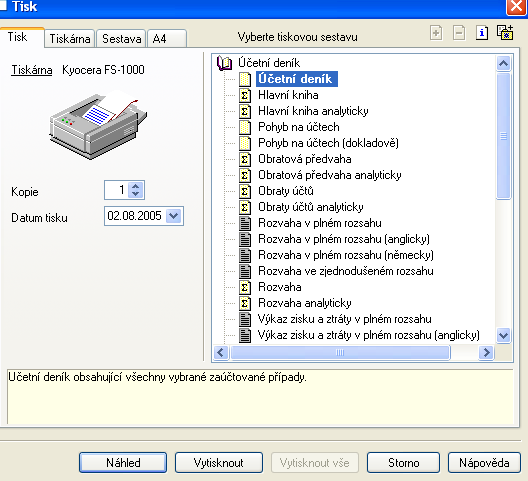 Tisk
Tisk Tiskárna Sestava A4
Vyberte tiskovou sestavu
Tiskárna Kyocera FS-1000
Kopie 1
Datum tisku 02.08.2005
Účetní deník
Účetní deník
Hlavní kniha
Hlavní kniha analyticky
Pohyb na účtech
Pohyb na účtech (dokladově)
Obratová předvaha
Obratová předvaha analyticky
Obraty účtů
Obraty účtů analyticky
Rozvaha v plném rozsahu
Rozvaha v plném rozsahu (anglicky)
Rozvaha v plném rozsahu (německy)
Rozvaha ve zjednodušeném rozsahu
Rozvaha
Rozvaha analyticky
Výkaz zisku a ztráty v plném rozsahu
Výkaz zisku a ztráty v plném rozsahu (anglicky)
Účetní deník obsahující všechny vybrané zaúčtované případy.
Náhled Vytisknout Vytisknout vše Storno Nápověda